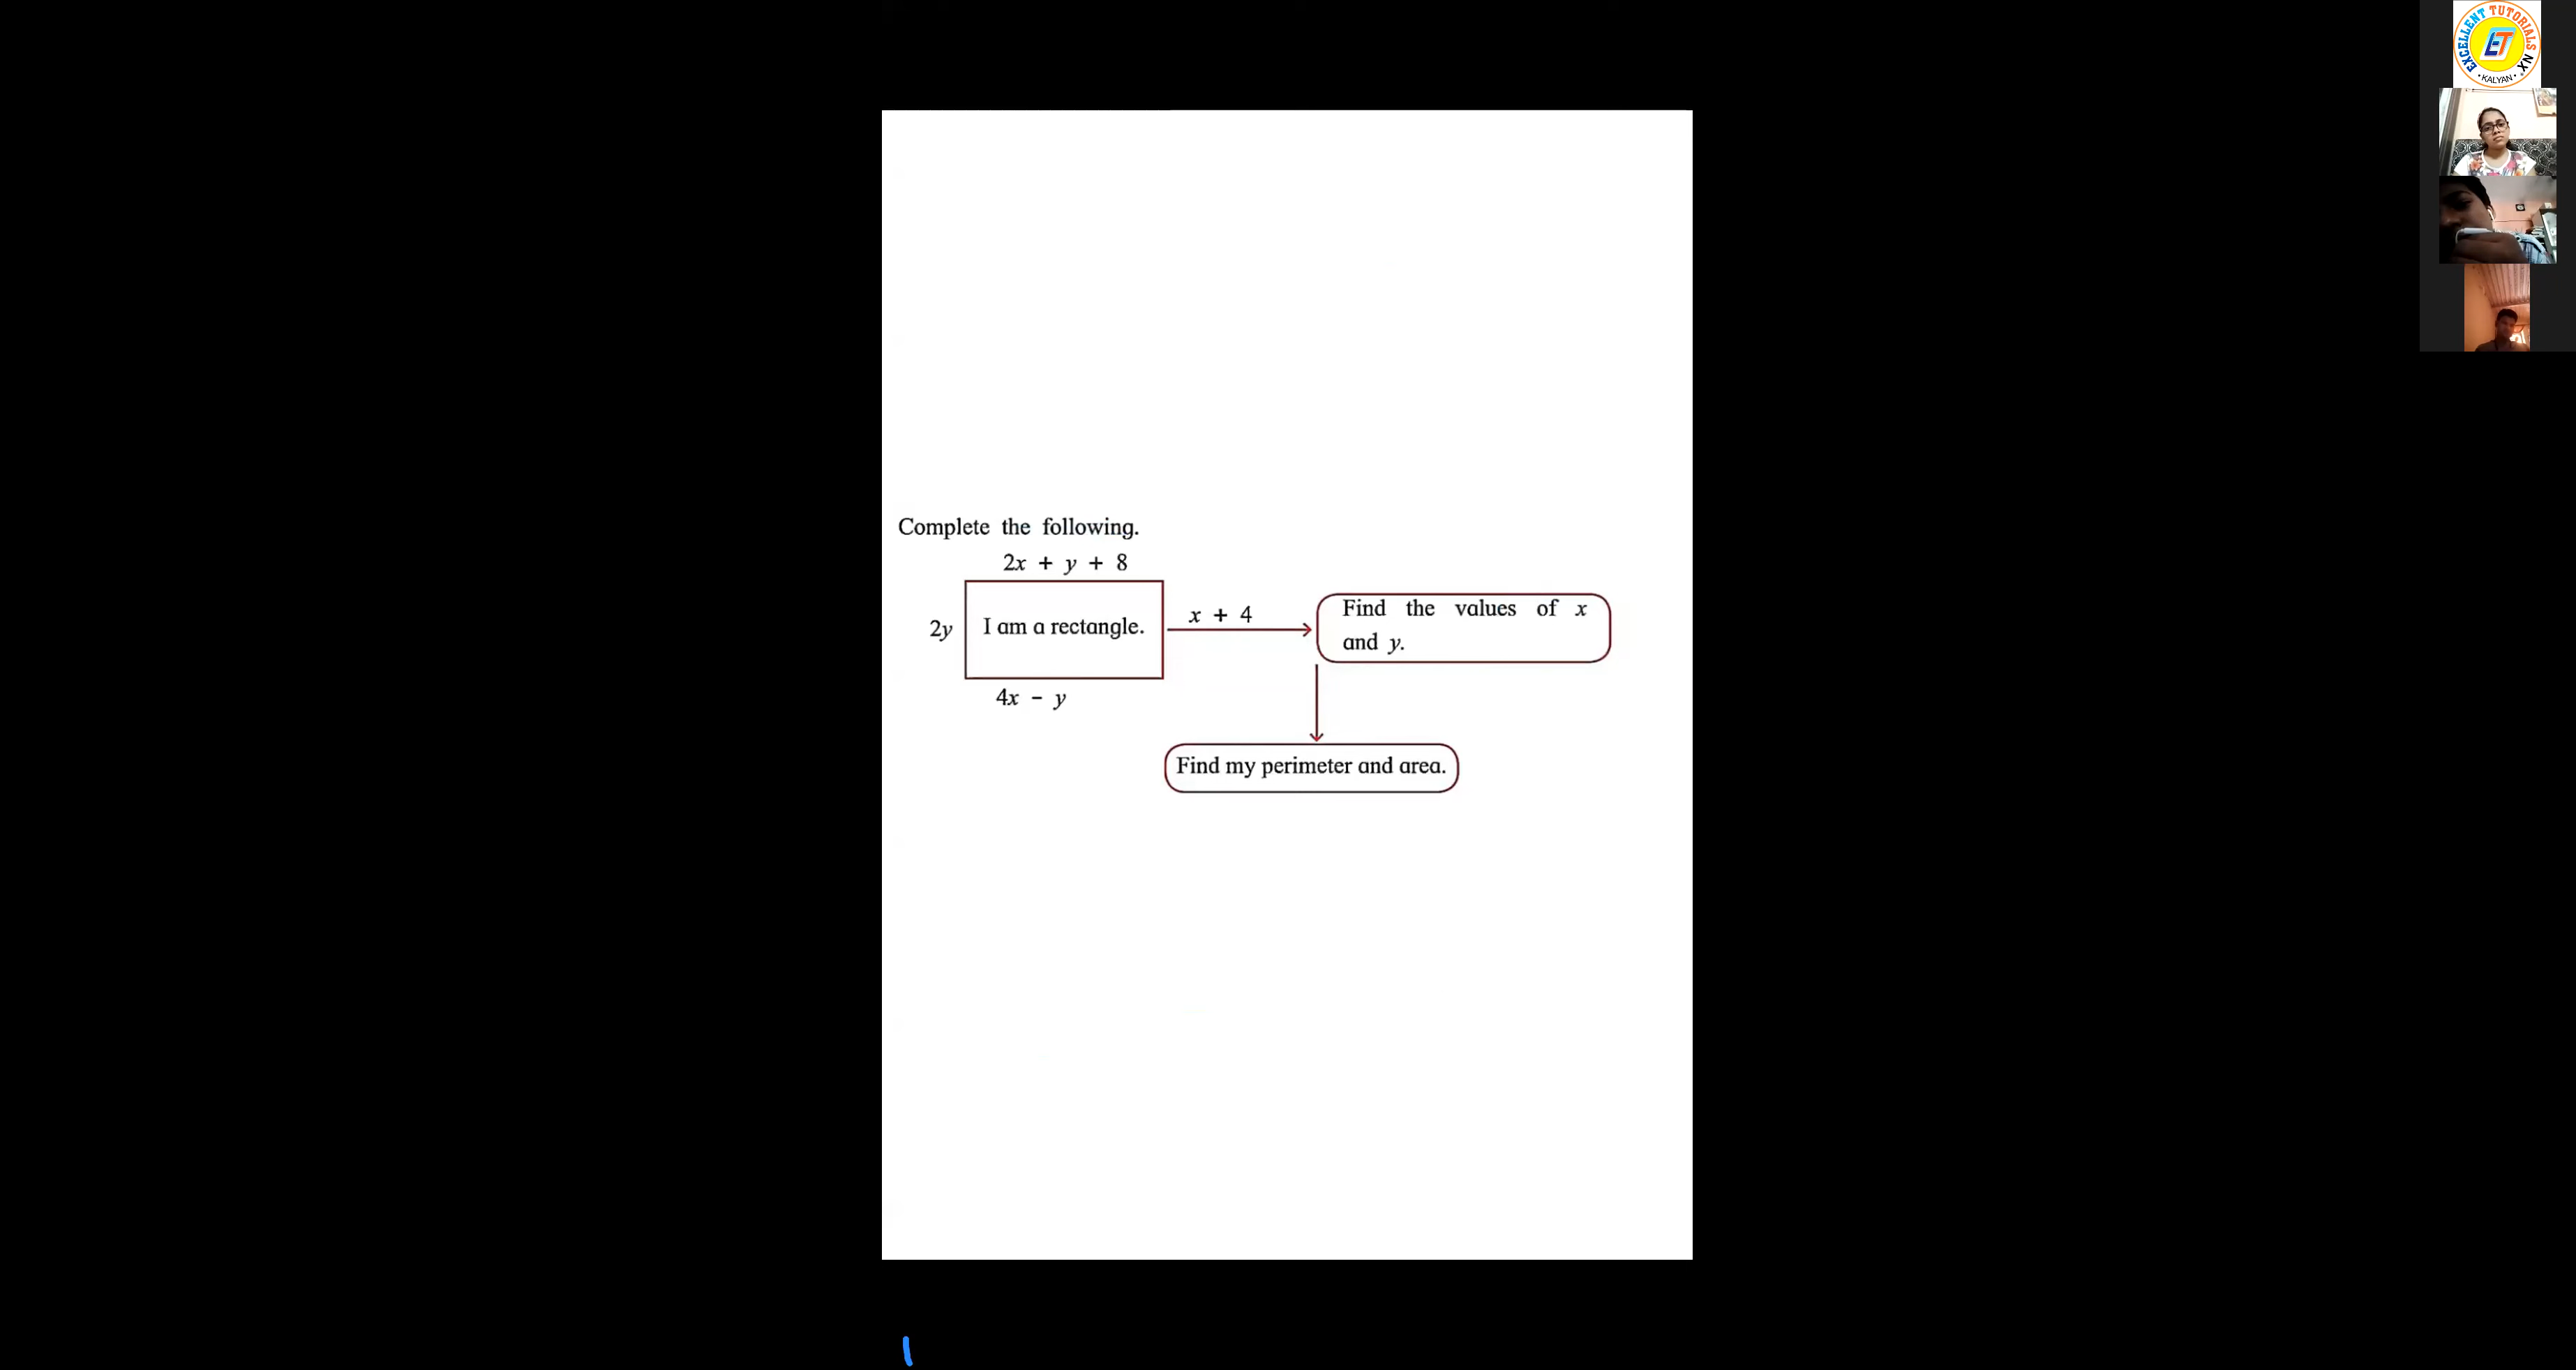 EXCELLENT TUTORIALS NX.
ET
• KALYAN •
Complete the following.
2x + y + 8
2y
I am a rectangle.
x + 4
Find the values of x
and y.
4x − y
Find my perimeter and area.